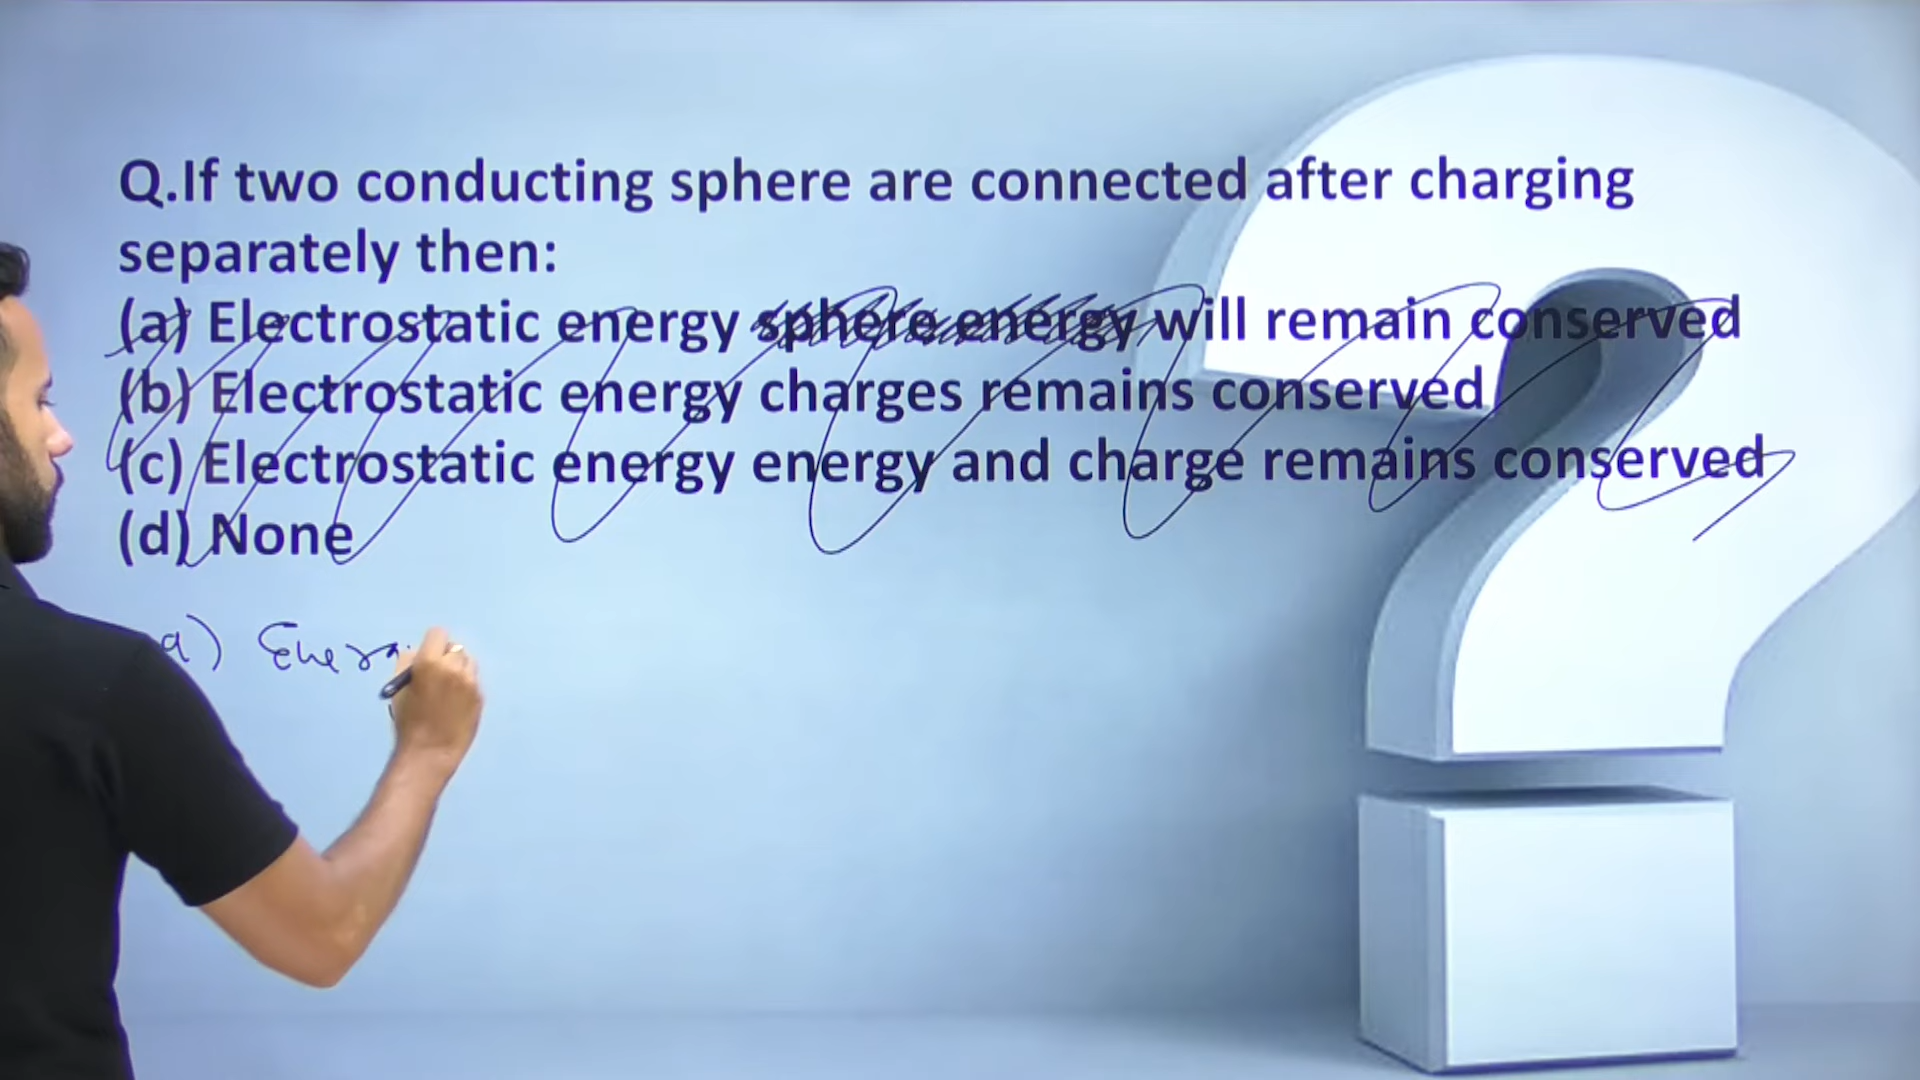 Q.If two conducting sphere are connected after charging
separately then:
(a) Electrostatic energy sphere energy will remain conserved
(b) Electrostatic energy charges remains conserved
(c) Electrostatic energy energy and charge remains conserved
(d) None
a) Energ